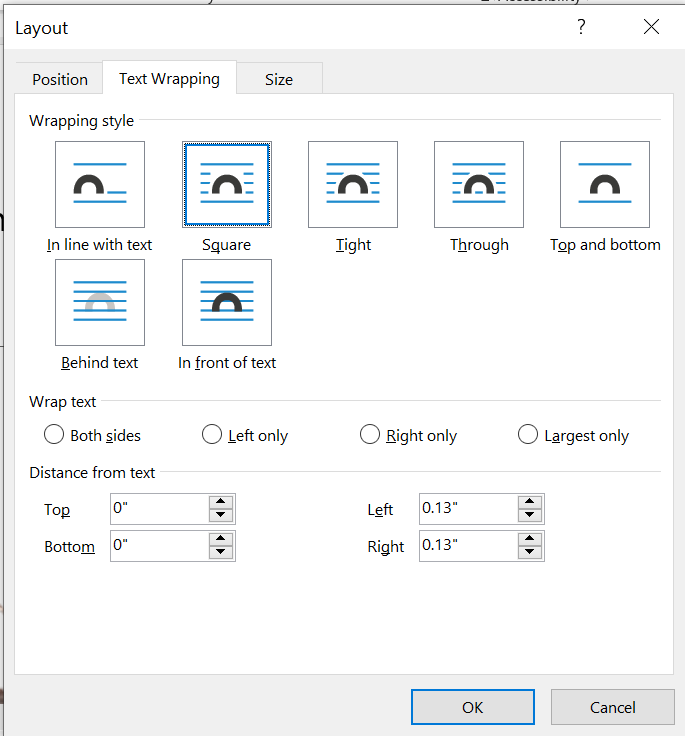 Layout
?
Position Text Wrapping Size
Wrapping style
In line with text Square Tight Through Top and bottom
Behind text In front of text
Wrap text
Both sides Left only Right only Largest only
Distance from text
Top 0" Left 0.13"
Bottom 0" Right 0.13"
OK Cancel